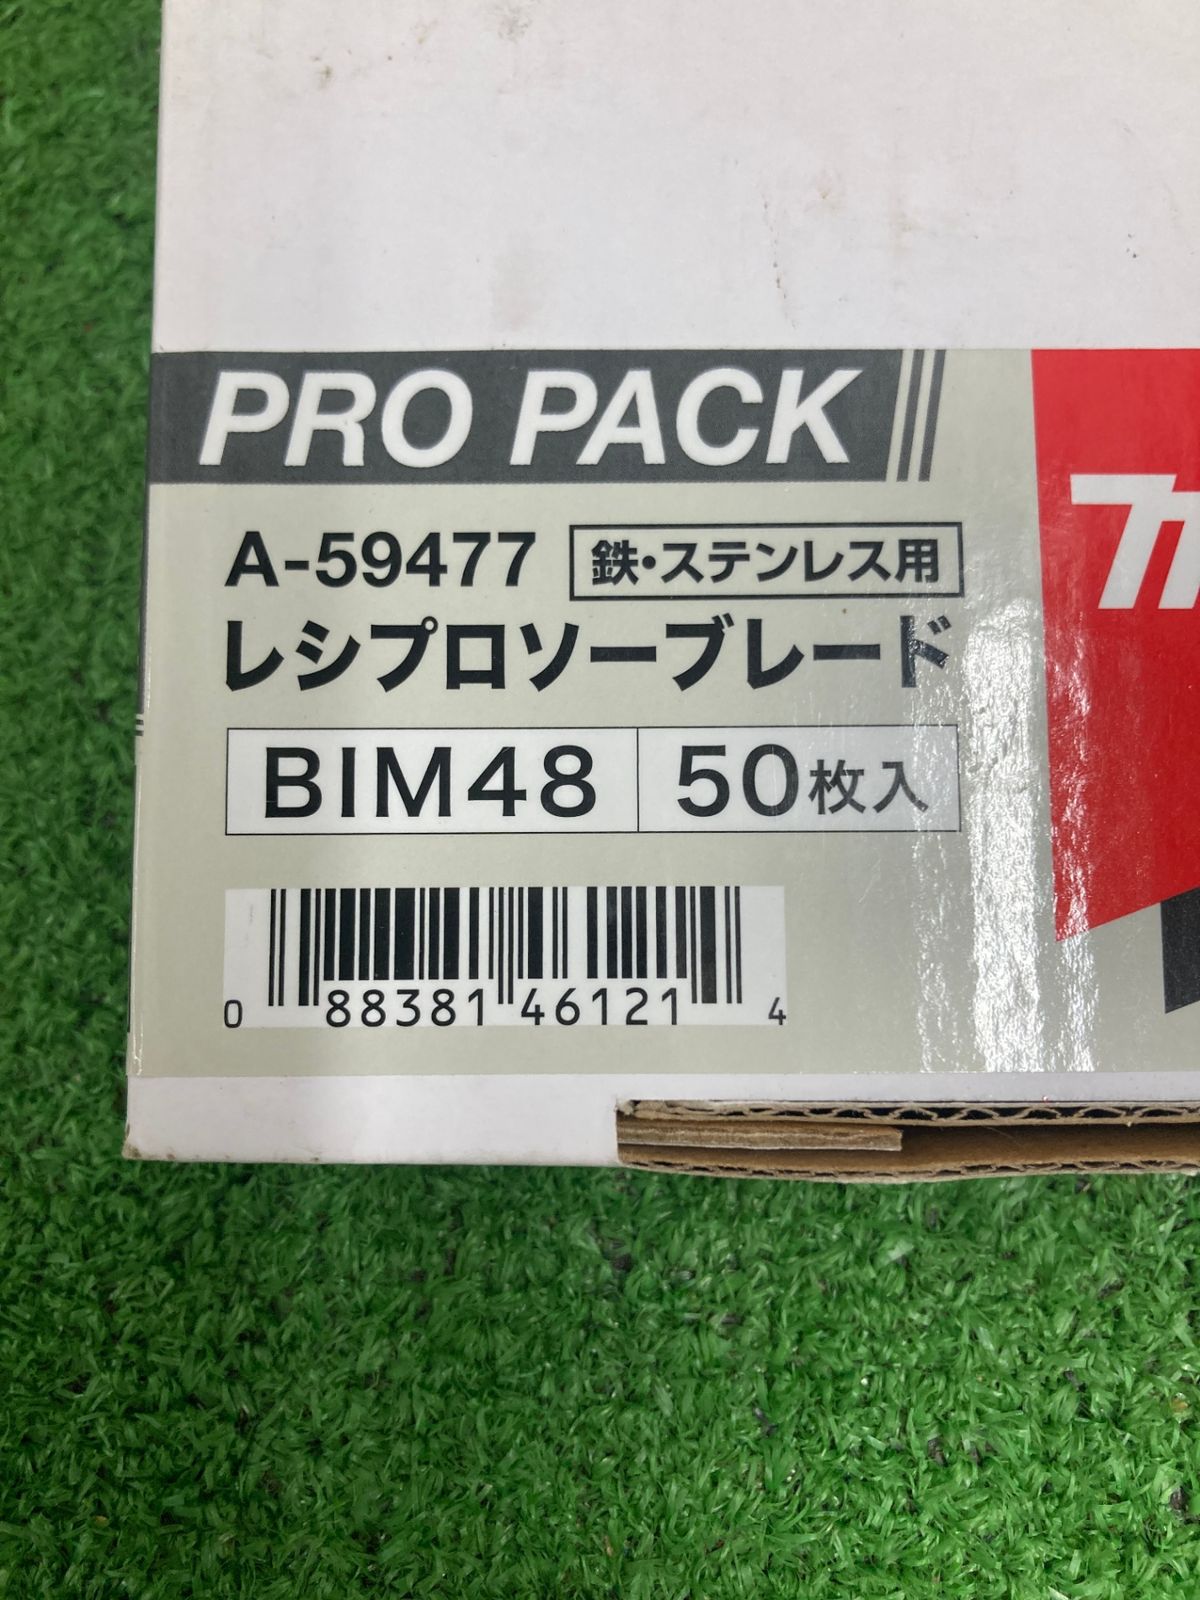 PRO PACK
A-59477 鉄・ステンレス用
レシプロソーブレード
BIM48 50枚入
0 88381 46121 4